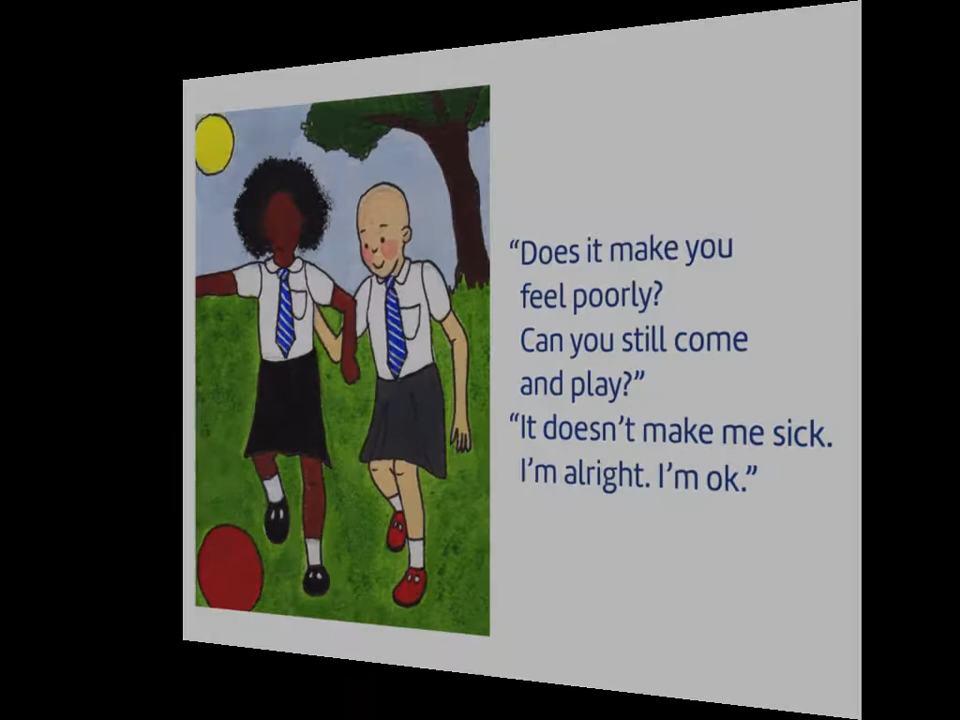 “Does it make you
feel poorly?
Can you still come
and play?”
“It doesn’t make me sick.
I’m alright. I’m ok.”